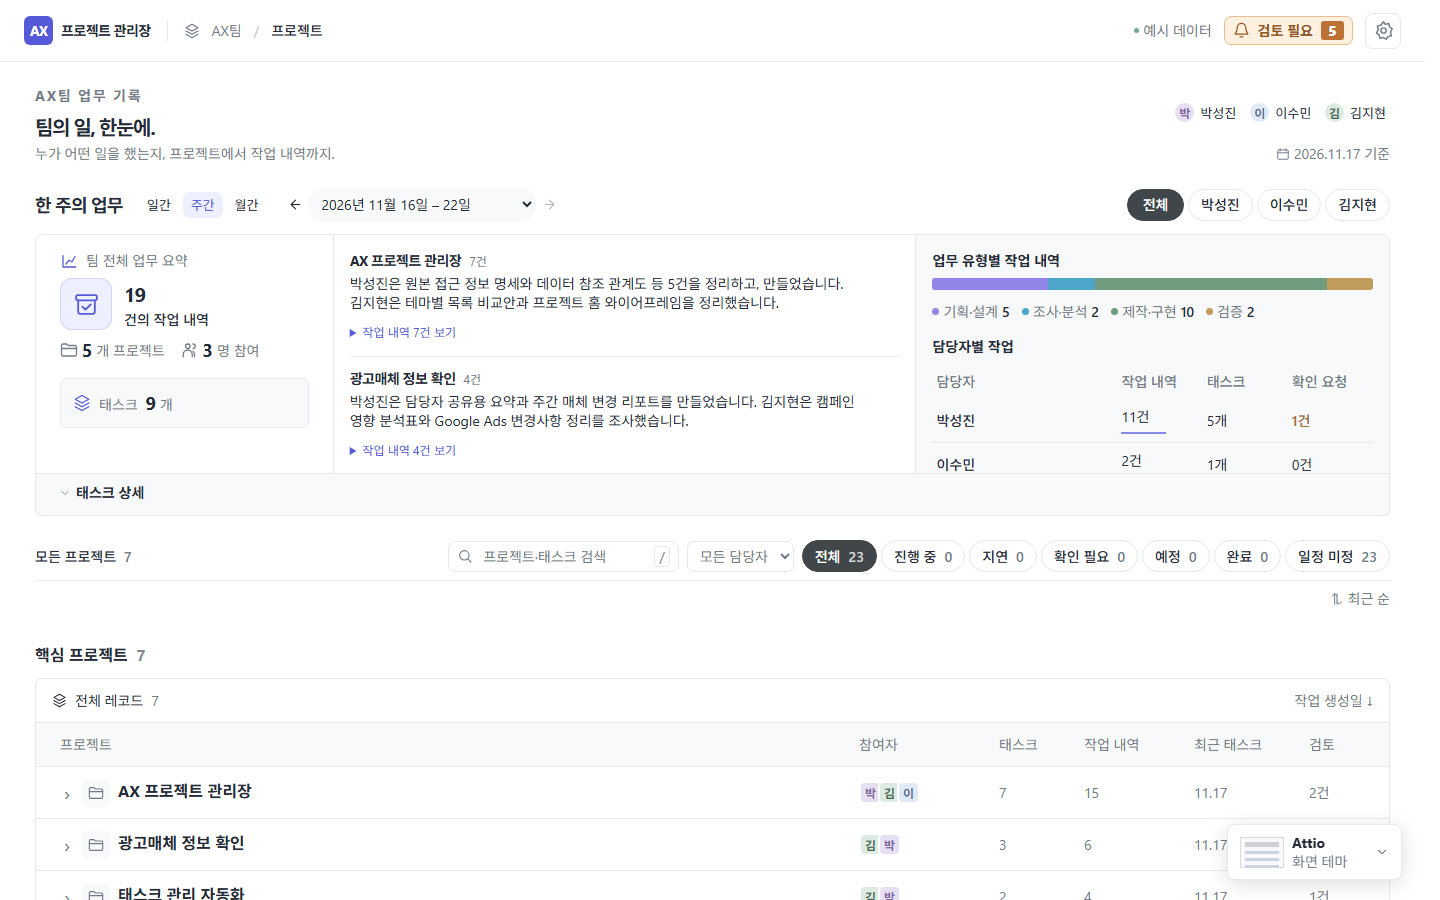 AX 프로젝트 관리장 AX팀 / 프로젝트
예시 데이터 검토 필요 5
AX팀 업무 기록
팀의 일, 한눈에.
누가 어떤 일을 했는지, 프로젝트에서 작업 내역까지.
박 박성진 이 이수민 김 김지현
2026.11.17 기준
한 주의 업무 일간 주간 월간 ← 2026년 11월 16일 – 22일 →
전체 박성진 이수민 김지현
팀 전체 업무 요약
19
건의 작업 내역
5 개 프로젝트 3 명 참여
태스크 9 개
AX 프로젝트 관리장 7건
박성진은 원본 접근 정보 명세와 데이터 참조 관계도 등 5건을 정리하고, 만들었습니다.
김지현은 테마별 목록 비교안과 프로젝트 홈 와이어프레임을 정리했습니다.
▶ 작업 내역 7건 보기
광고매체 정보 확인 4건
박성진은 담당자 공유용 요약과 주간 매체 변경 리포트를 만들었습니다. 김지현은 캠페인
영향 분석표와 Google Ads 변경사항 정리를 조사했습니다.
▶ 작업 내역 4건 보기
업무 유형별 작업 내역
기획·설계 5 조사·분석 2 제작·구현 10 검증 2
담당자별 작업
담당자 작업 내역 태스크 확인 요청
박성진 11건 5개 1건
이수민 2건 1개 0건
태스크 상세
모든 프로젝트 7
프로젝트·태스크 검색 /
모든 담당자
전체 23 진행 중 0 지연 0 확인 필요 0 예정 0 완료 0 일정 미정 23
최근 순
핵심 프로젝트 7
전체 레코드 7
작업 생성일 ↓
프로젝트 참여자 태스크 작업 내역 최근 태스크 검토
AX 프로젝트 관리장 박 김 이 7 15 11.17 2건
광고매체 정보 확인 김 박 3 6 11.17
태스크 관리 자동화 김 박 2 4 11.17 1건
Attio
화면 테마